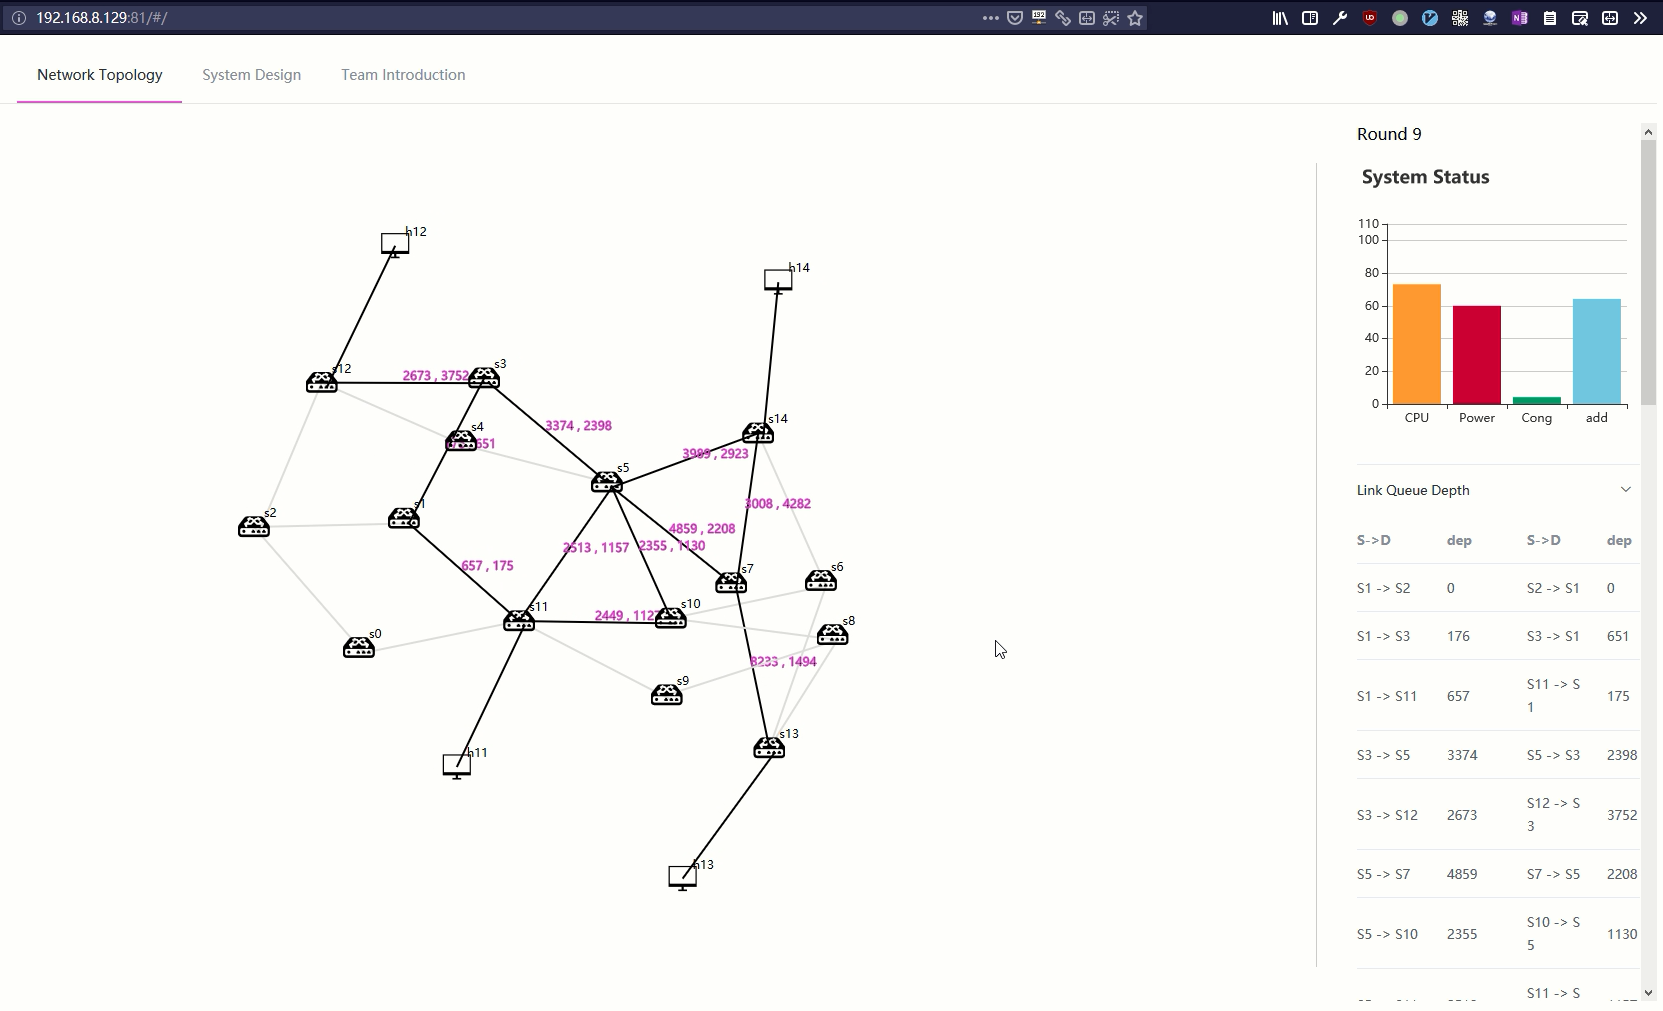 192.168.8.129:81/#/
Network Topology System Design Team Introduction
Round 9
System Status
110
100
80
60
40
20
0
CPU Power Cong add
Link Queue Depth
S->D dep S->D dep
S1 -> S2 0 S2 -> S1 0
S1 -> S3 176 S3 -> S1 651
S1 -> S11 657 S11 -> S
1 175
S3 -> S5 3374 S5 -> S3 2398
S3 -> S12 2673 S12 -> S
3 3752
S5 -> S7 4859 S7 -> S5 2208
S5 -> S10 2355 S10 -> S
5 1130
S11 -> S
h12
h14
s12
2673 , 3752
s3
s4
651
3374 , 2398
s14
3989 , 2923
s5
3008 , 4282
s2
s1
4859 , 2208
2513 , 1157
2355 , 1130
657 , 175
s7
s6
s11
2449 , 1127
s10
s8
s0
8233 , 1494
s9
s13
h11
h13